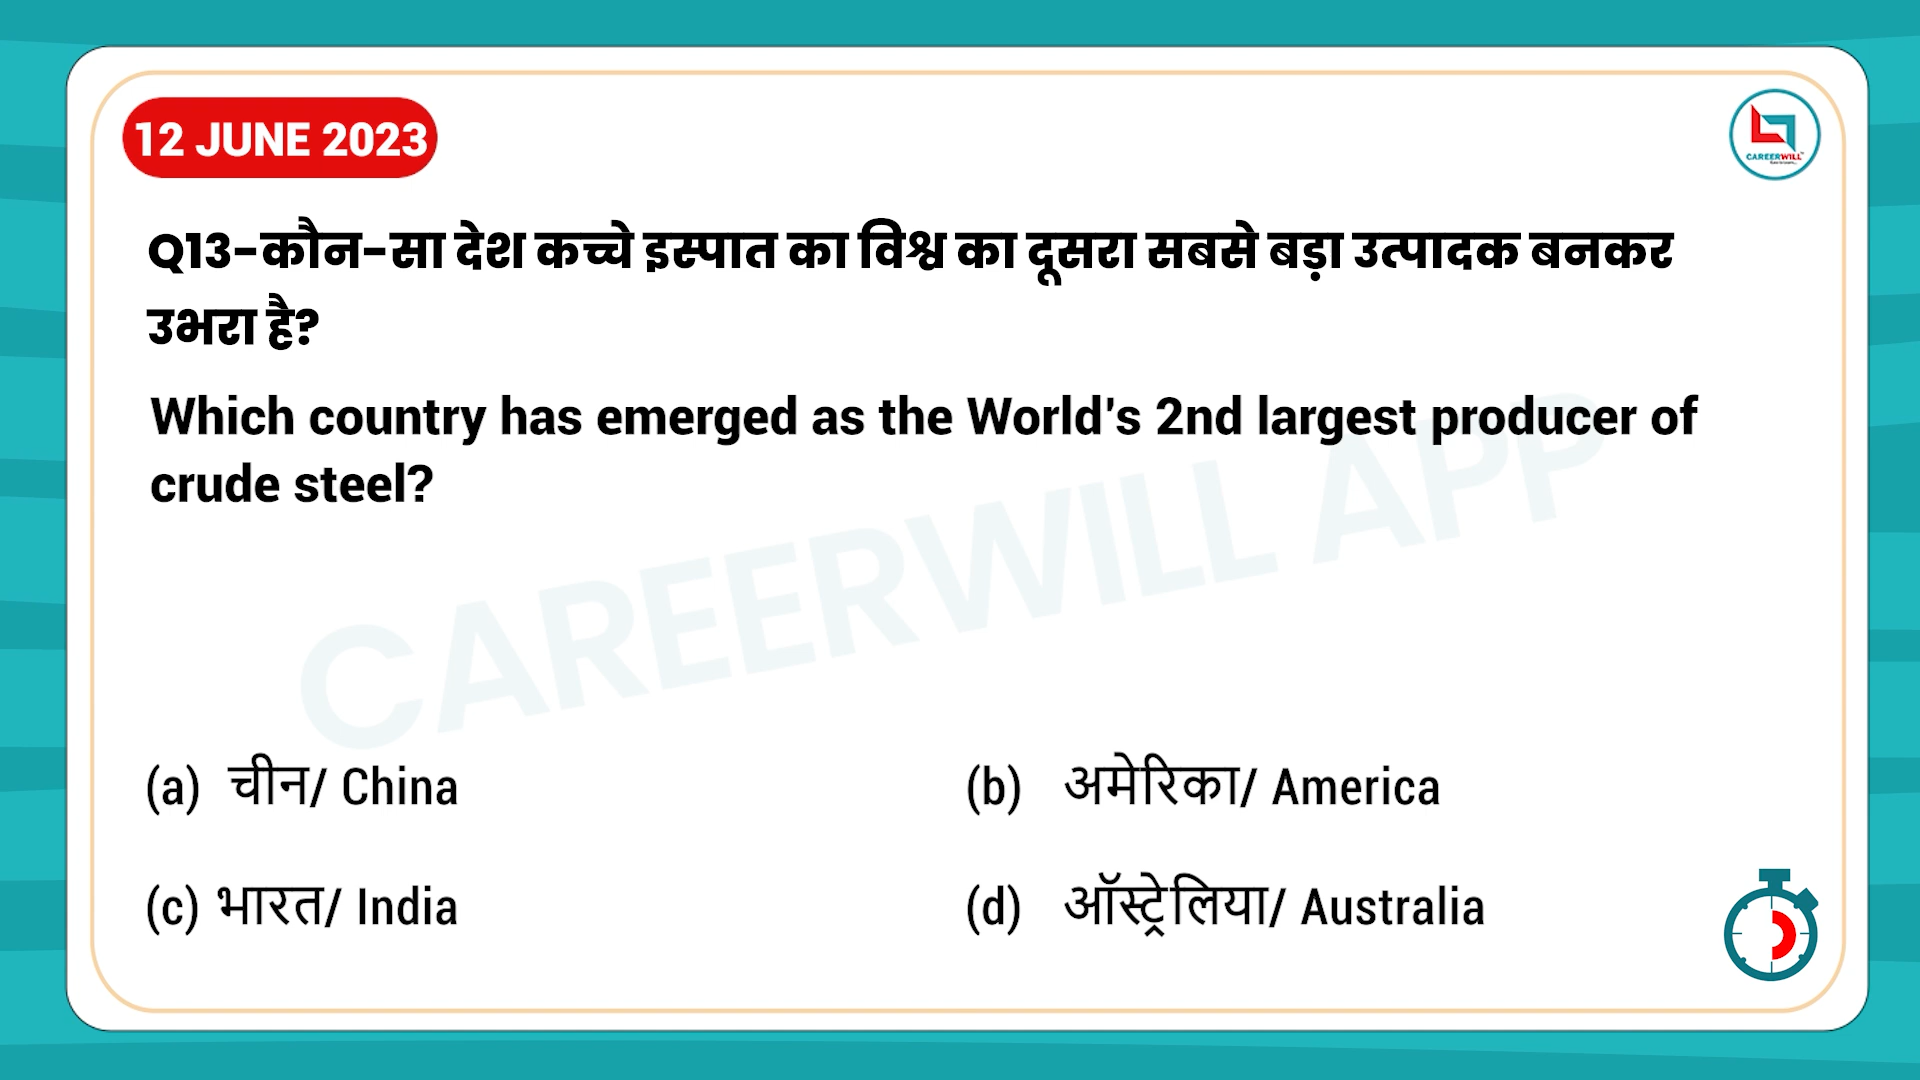 12 JUNE 2023
CAREERWILL
Q13-कौन-सा देश कच्चे इस्पात का विश्व का दूसरा सबसे बड़ा उत्पादक बनकर
उभरा है?
Which country has emerged as the World's 2nd largest producer of
crude steel?
CAREERWILL APP
(a) चीन/ China
(b) अमेरिका/ America
(c) भारत/ India
(d) ऑस्ट्रेलिया/ Australia